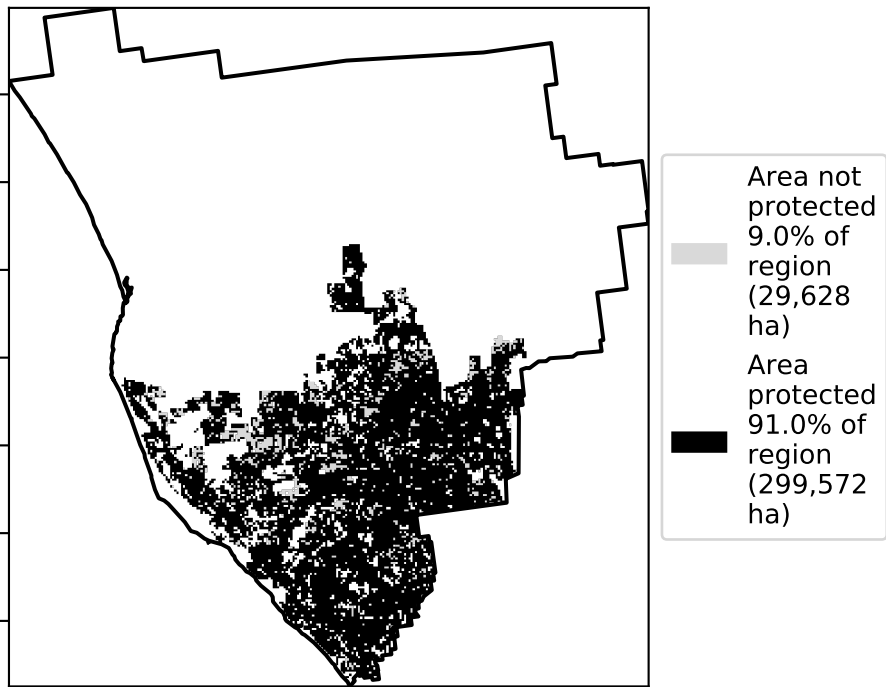 Area not
protected
9.0% of
region
(29,628
ha)
Area
protected
91.0% of
region
(299,572
ha)